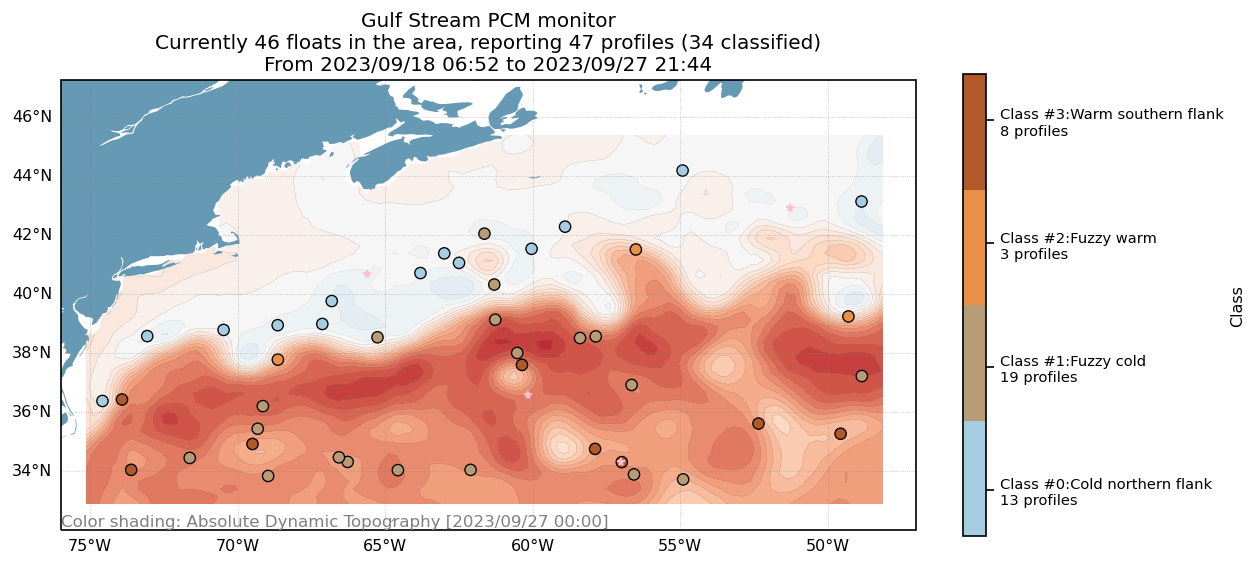 Gulf Stream PCM monitor
Currently 46 floats in the area, reporting 47 profiles (34 classified)
From 2023/09/18 06:52 to 2023/09/27 21:44
46°N
44°N
42°N
40°N
38°N
36°N
34°N
Color shading: Absolute Dynamic Topography [2023/09/27 00:00]
75°W
70°W
65°W
60°W
55°W
50°W
Class #3:Warm southern flank
8 profiles
Class #2:Fuzzy warm
3 profiles
Class #1:Fuzzy cold
19 profiles
Class #0:Cold northern flank
13 profiles
Class